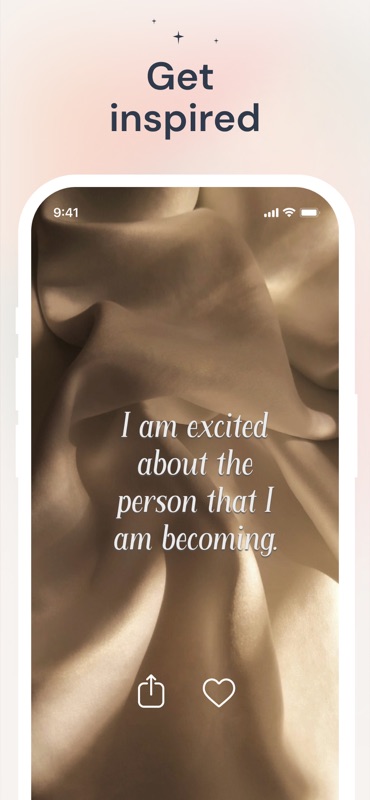 Get
inspired
9:41
I am excited
about the
person that I
am becoming.